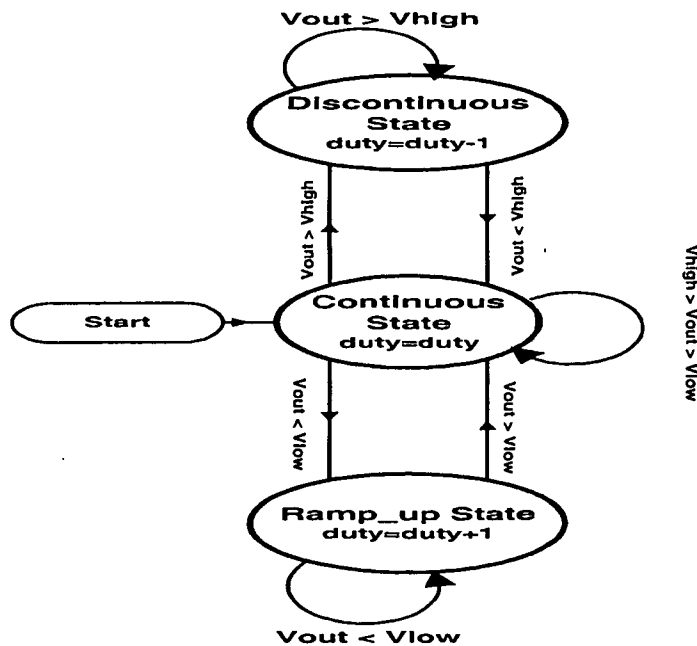 Vout > Vhigh
Discontinuous
State
duty=duty-1
Vout > Vhigh
Vout < Vhigh
Start
Continuous
State
duty=duty
Vhigh > Vout > Vlow
Vout < Vlow
Vout > Vlow
Ramp_up State
duty=duty+1
Vout < Vlow